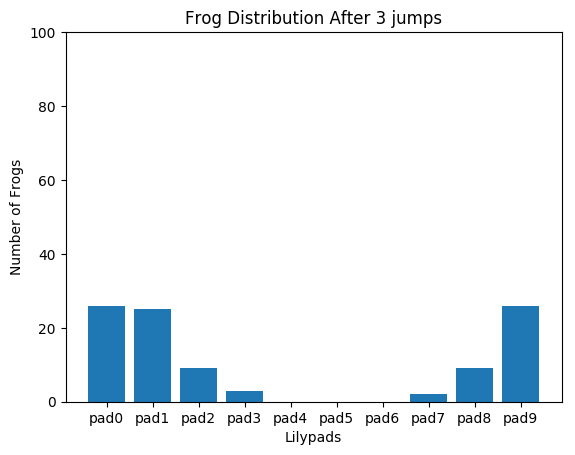 Frog Distribution After 3 jumps
100
80
60
40
20
0
Number of Frogs
pad0 pad1 pad2 pad3 pad4 pad5 pad6 pad7 pad8 pad9
Lilypads